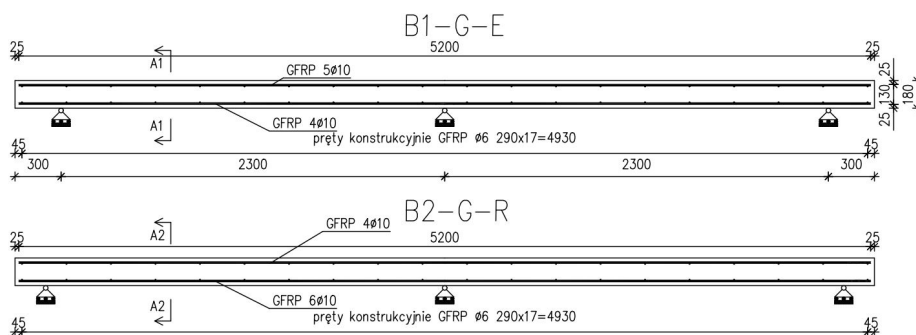 B1-G-E
25 5200 25
A1
GFRP 5ø10
25
130
180
25
GFRP 4ø10
A1
pręty konstrukcyjnie GFRP ø6 290x17=4930
45 45
300 2300 2300 300
B2-G-R
A2
GFRP 4ø10
25 5200 25
GFRP 6ø10
A2
pręty konstrukcyjnie GFRP ø6 290x17=4930
45 45